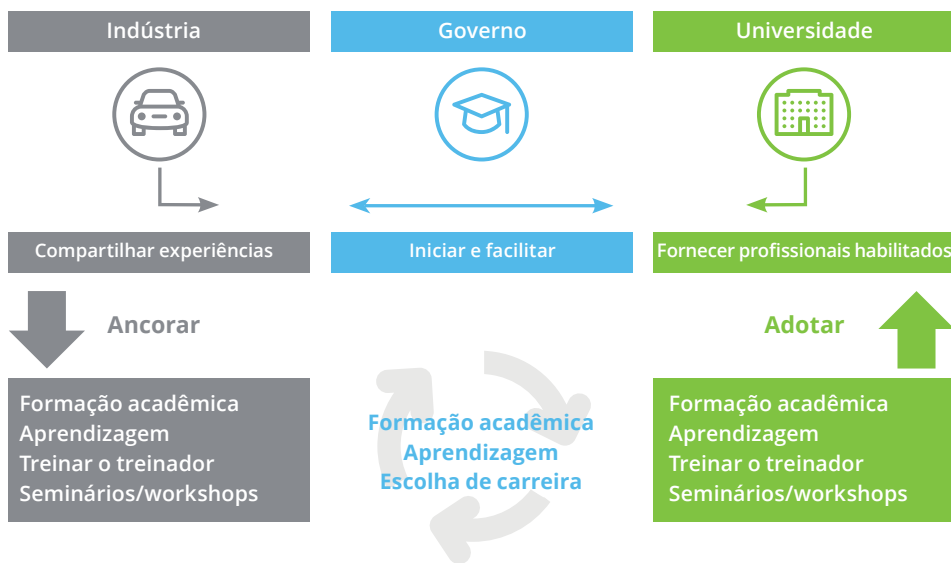 Indústria
Governo
Universidade
Compartilhar experiências
Iniciar e facilitar
Fornecer profissionais habilitados
Ancorar
Adotar
Formação acadêmica
Aprendizagem
Treinar o treinador
Seminários/workshops
Formação acadêmica
Aprendizagem
Escolha de carreira
Formação acadêmica
Aprendizagem
Treinar o treinador
Seminários/workshops